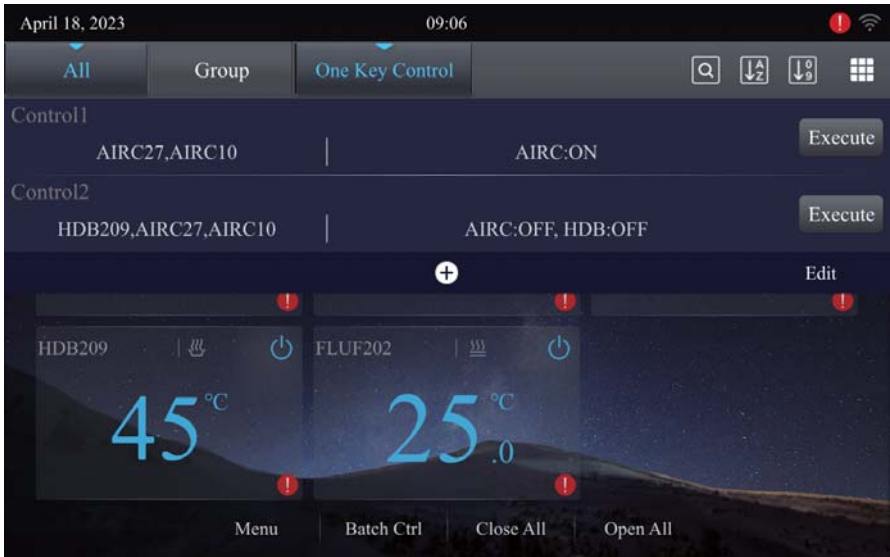 April 18, 2023 09:06
All Group One Key Control
Control1
AIRC27,AIRC10 AIRC:ON Execute
Control2
HDB209,AIRC27,AIRC10 AIRC:OFF, HDB:OFF Execute
Edit
HDB209 FLUF202
45°C 25.0°C
Menu Batch Ctrl Close All Open All